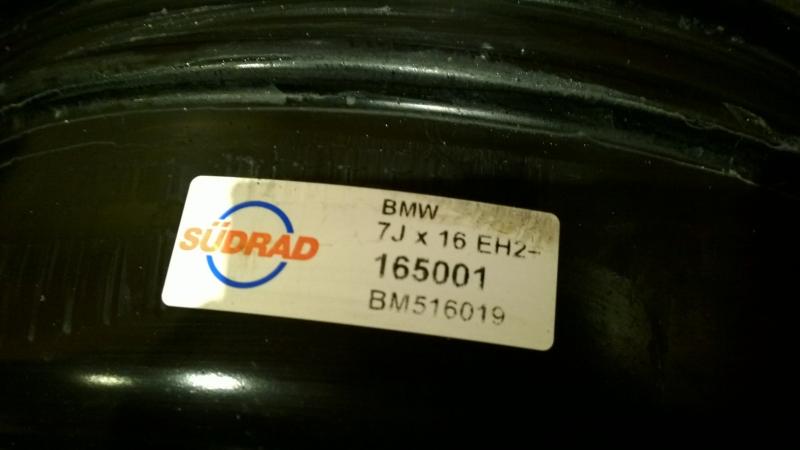 SÜDRAD
BMW
7J x 16 EH2+
165001
BM516019